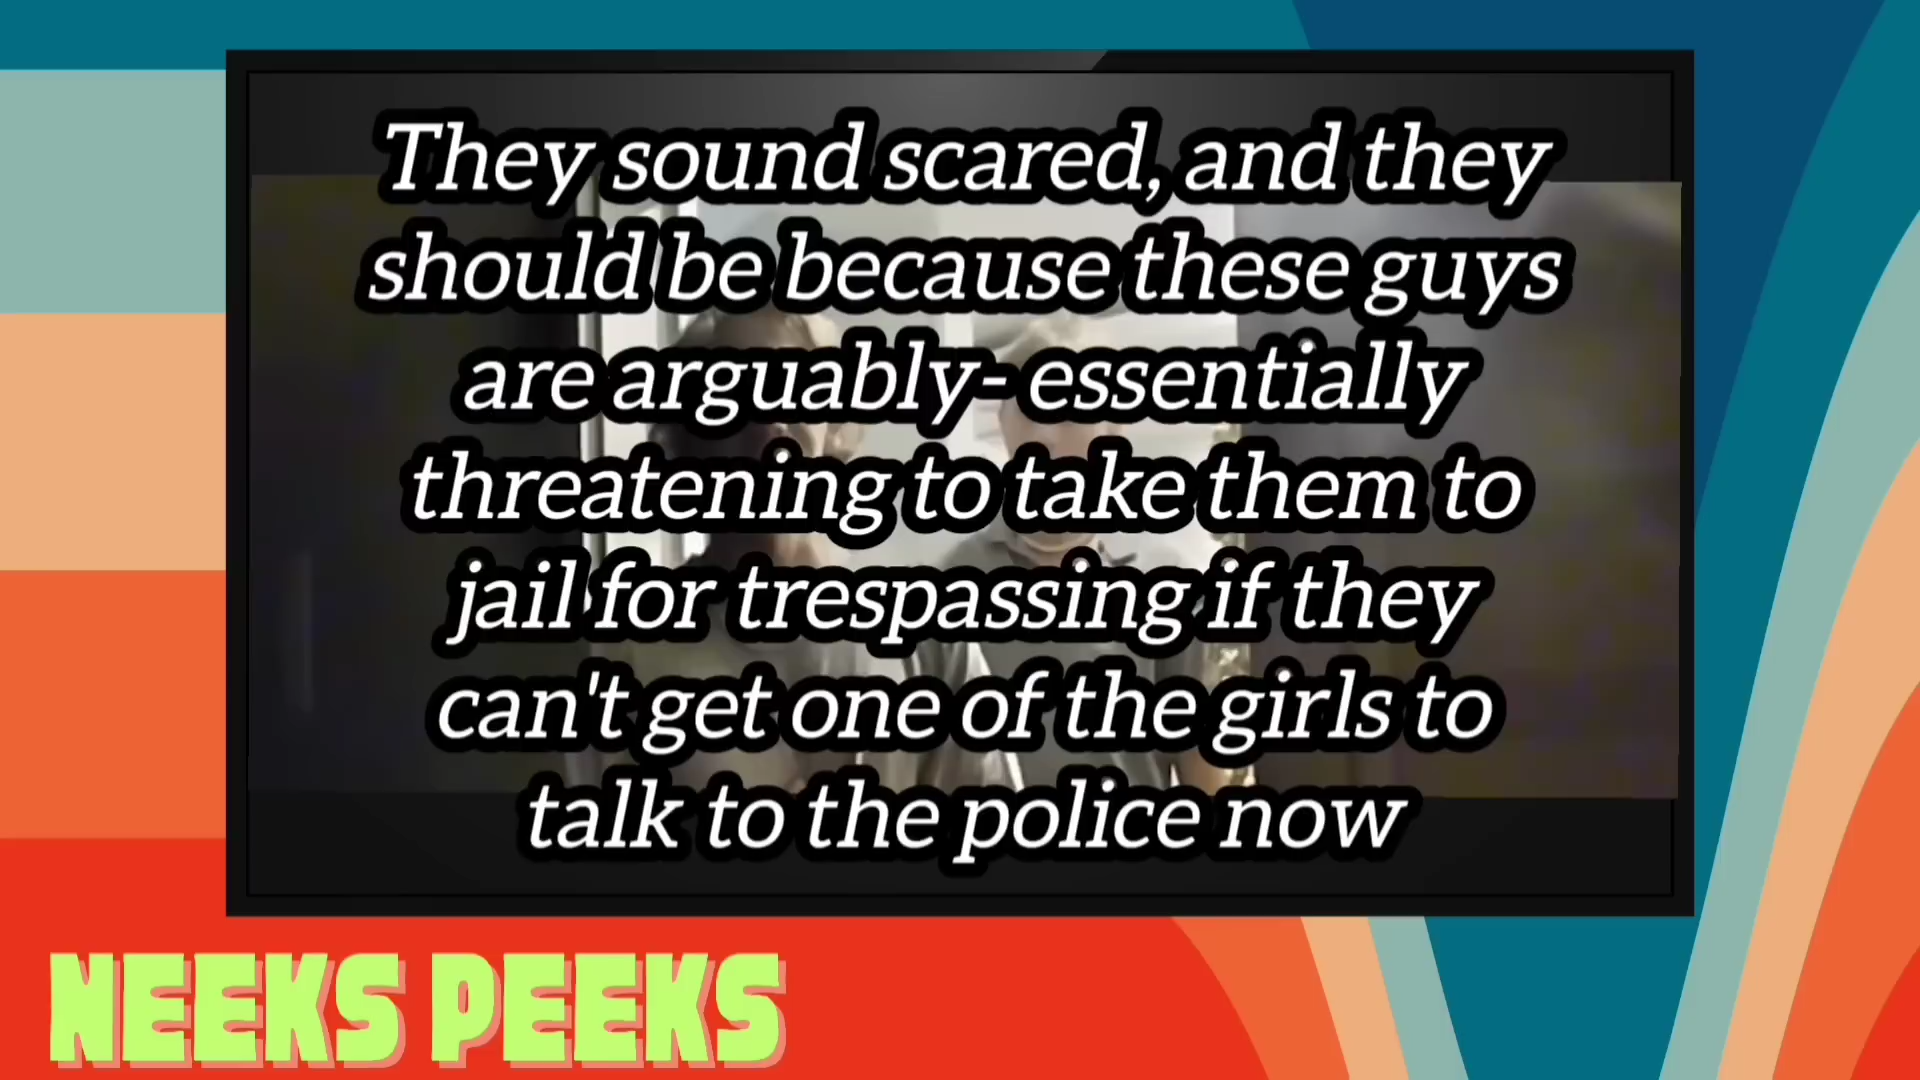 They sound scared, and they
should be because these guys
are arguably- essentially
threatening to take them to
jail for trespassing if they
can't get one of the girls to
talk to the police now
NEEKS PEEKS